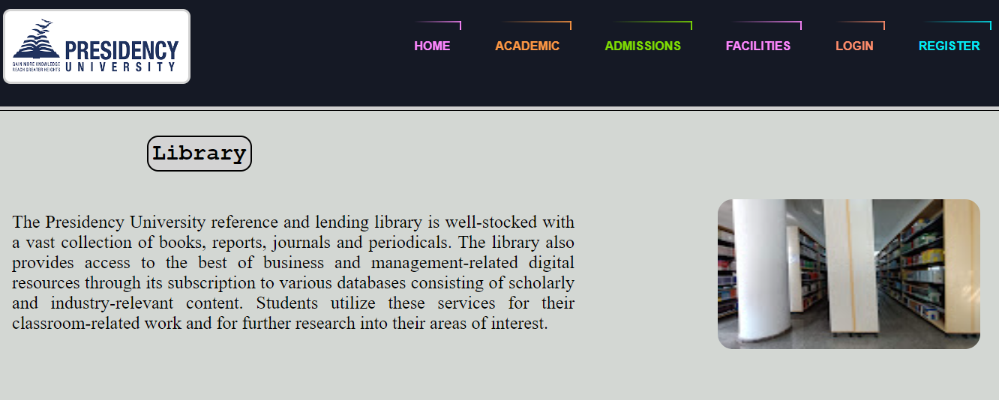 PRESIDENCY
UNIVERSITY
GAIN MORE KNOWLEDGE
REACH GREATER HEIGHTS
HOME ACADEMIC ADMISSIONS FACILITIES LOGIN REGISTER
Library
The Presidency University reference and lending library is well-stocked with
a vast collection of books, reports, journals and periodicals. The library also
provides access to the best of business and management-related digital
resources through its subscription to various databases consisting of scholarly
and industry-relevant content. Students utilize these services for their
classroom-related work and for further research into their areas of interest.